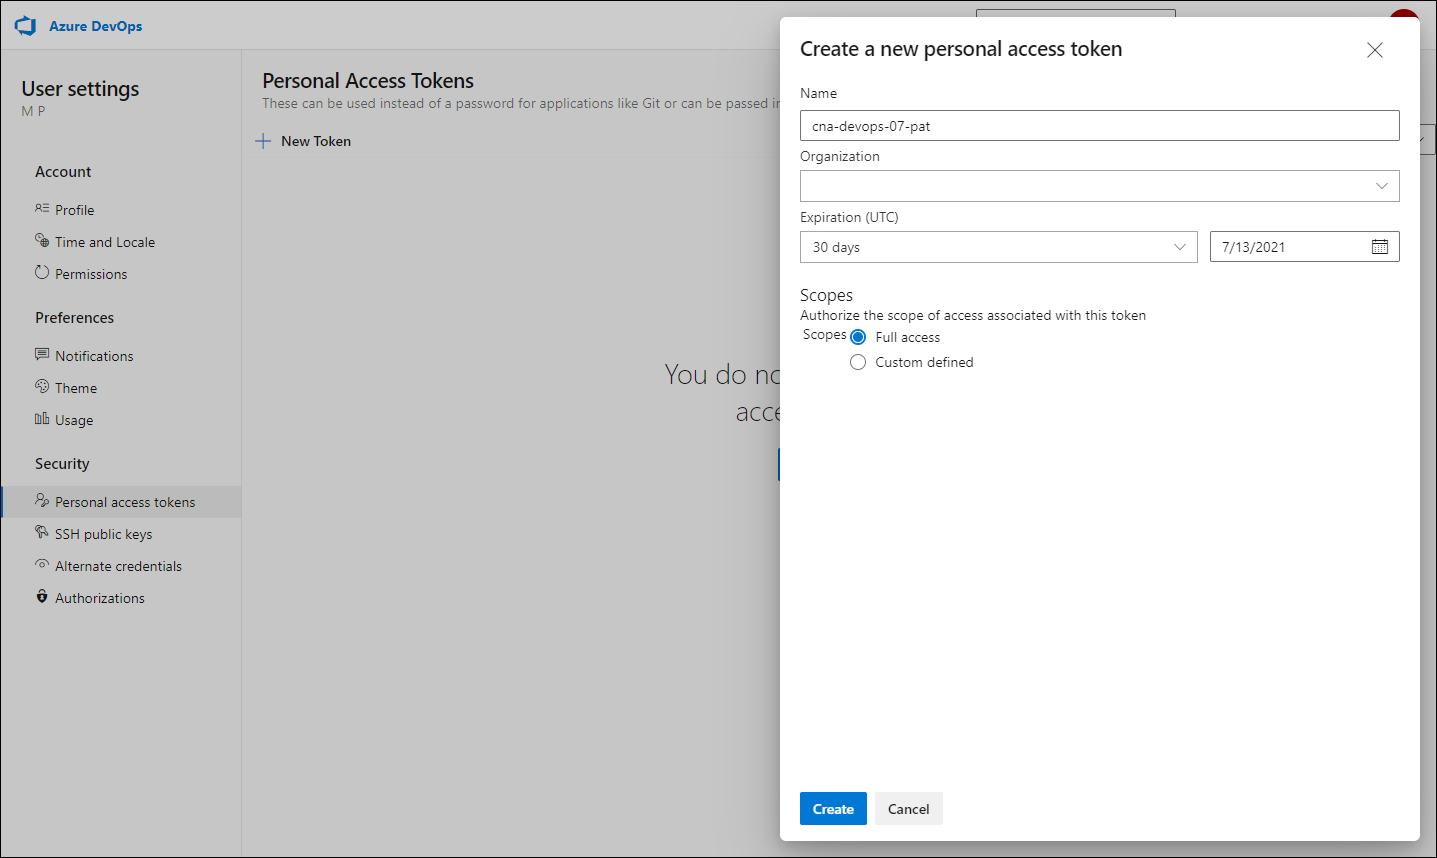 Azure DevOps
User settings
M P
Account
Profile
Time and Locale
Permissions
Preferences
Notifications
Theme
Usage
Security
Personal access tokens
SSH public keys
Alternate credentials
Authorizations
Personal Access Tokens
These can be used instead of a password for applications like Git or can be passed in
New Token
You do no
acce
Create a new personal access token
Name
cna-devops-07-pat
Organization
Expiration (UTC)
30 days 7/13/2021
Scopes
Authorize the scope of access associated with this token
Scopes Full access
Custom defined
Create Cancel